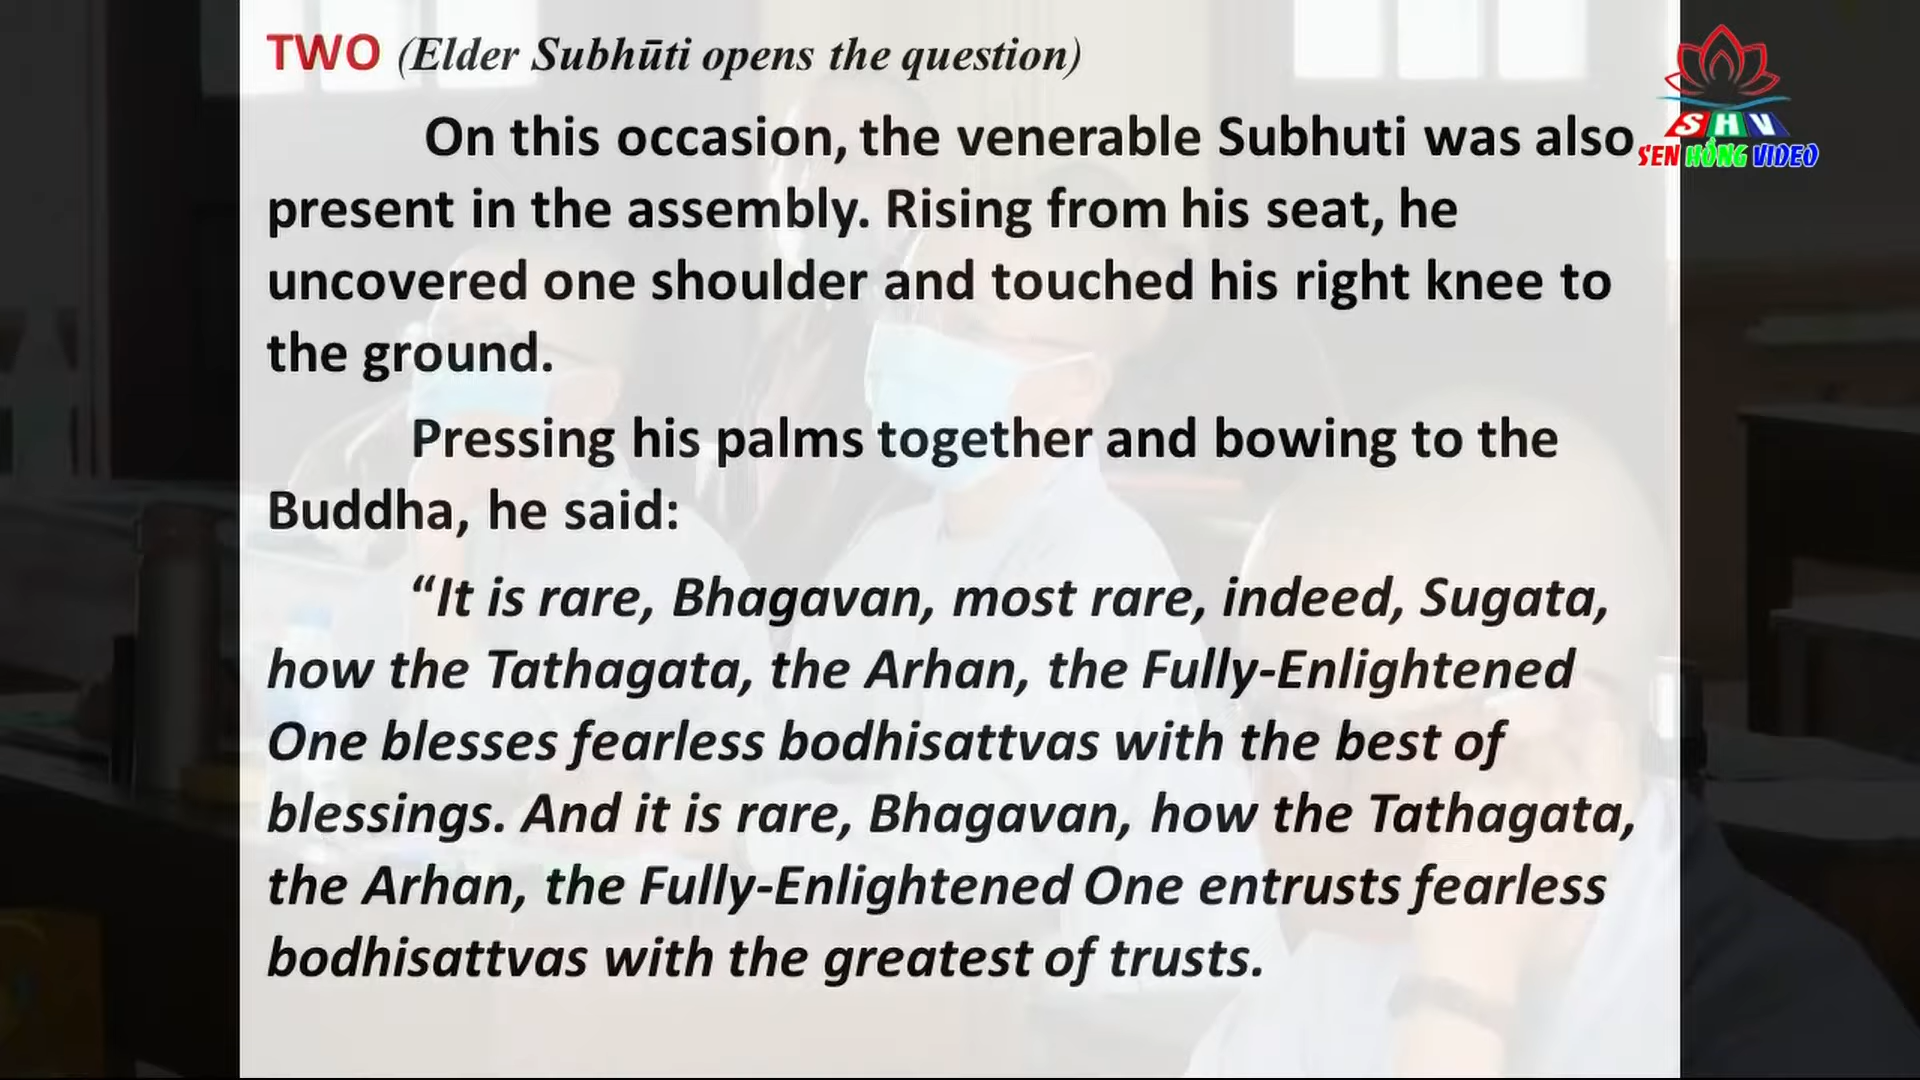 TWO (Elder Subhūti opens the question)
On this occasion, the venerable Subhuti was also
present in the assembly. Rising from his seat, he
uncovered one shoulder and touched his right knee to
the ground.
Pressing his palms together and bowing to the
Buddha, he said:
“It is rare, Bhagavan, most rare, indeed, Sugata,
how the Tathagata, the Arhan, the Fully-Enlightened
One blesses fearless bodhisattvas with the best of
blessings. And it is rare, Bhagavan, how the Tathagata,
the Arhan, the Fully-Enlightened One entrusts fearless
bodhisattvas with the greatest of trusts.
SHV
SEN HỒNG VIDEO